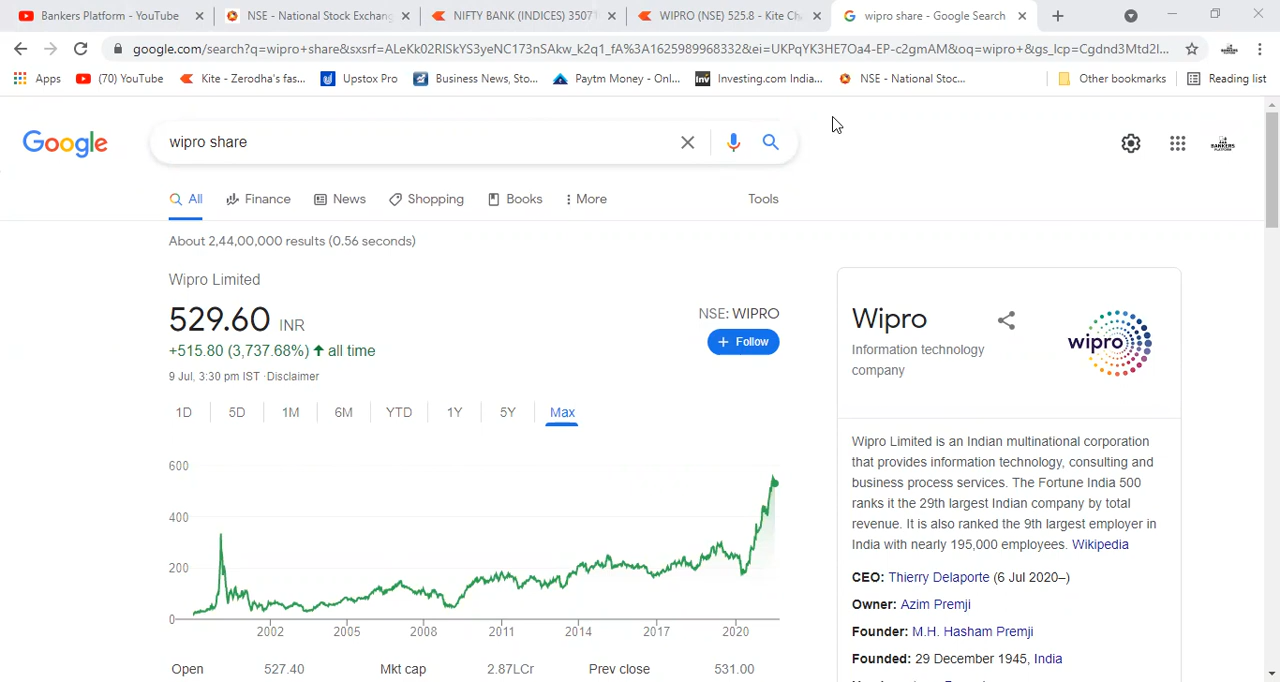 Bankers Platform - YouTube
NSE - National Stock Exchang
NIFTY BANK (INDICES) 35071
WIPRO (NSE) 525.8 - Kite Ch
wipro share - Google Search
google.com/search?q=wipro+share&sxsrf=ALeKk02RISkYS3yeNC173nSAkw_k2q1_fA%3A1625989968332&ei=UKPqYK3HE7Oa4-EP-c2gmAM&oq=wipro+&gs_lcp=Cgdnd3Mtd2l...
Apps
(70) YouTube
Kite - Zerodha's fas...
Upstox Pro
Business News, Sto...
Paytm Money - Onl...
Inv
Investing.com India...
NSE - National Stoc...
Other bookmarks
Reading list
Google
wipro share
BANKERS
PLATFORM
All
Finance
News
Shopping
Books
More
Tools
About 2,44,00,000 results (0.56 seconds)
Wipro Limited
529.60 INR
NSE: WIPRO
+ Follow
+515.80 (3,737.68%) ↑ all time
9 Jul, 3:30 pm IST · Disclaimer
1D
5D
1M
6M
YTD
1Y
5Y
Max
600
400
200
0
2002
2005
2008
2011
2014
2017
2020
Open 527.40
Mkt cap 2.87LCr
Prev close 531.00
Wipro
wipro
Information technology
company
Wipro Limited is an Indian multinational corporation
that provides information technology, consulting and
business process services. The Fortune India 500
ranks it the 29th largest Indian company by total
revenue. It is also ranked the 9th largest employer in
India with nearly 195,000 employees. Wikipedia
CEO: Thierry Delaporte (6 Jul 2020–)
Owner: Azim Premji
Founder: M.H. Hasham Premji
Founded: 29 December 1945, India